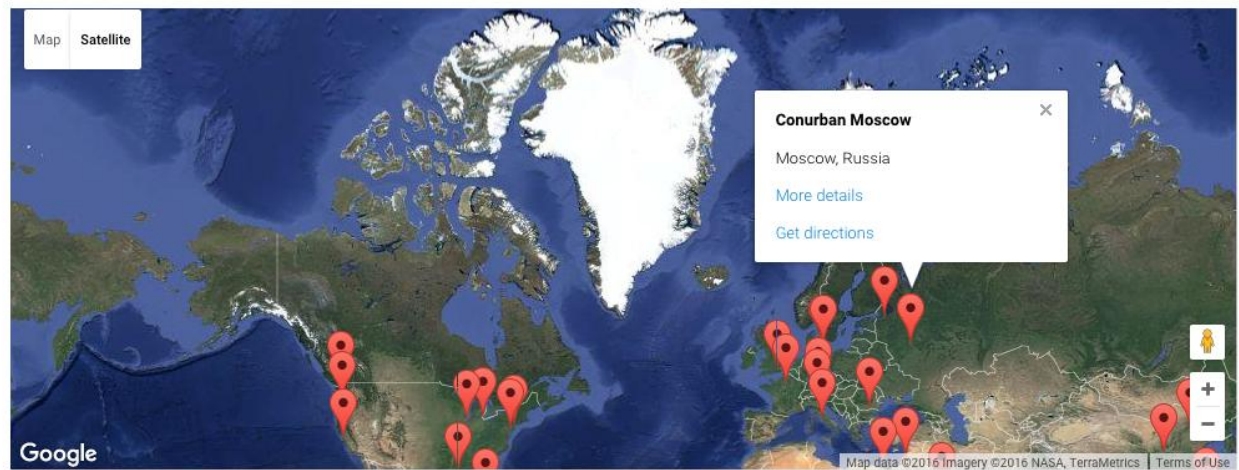 Map Satellite
Conurban Moscow
×
Moscow, Russia
More details
Get directions
+
−
Google
Map data ©2016 Imagery ©2016 NASA, TerraMetrics Terms of Use